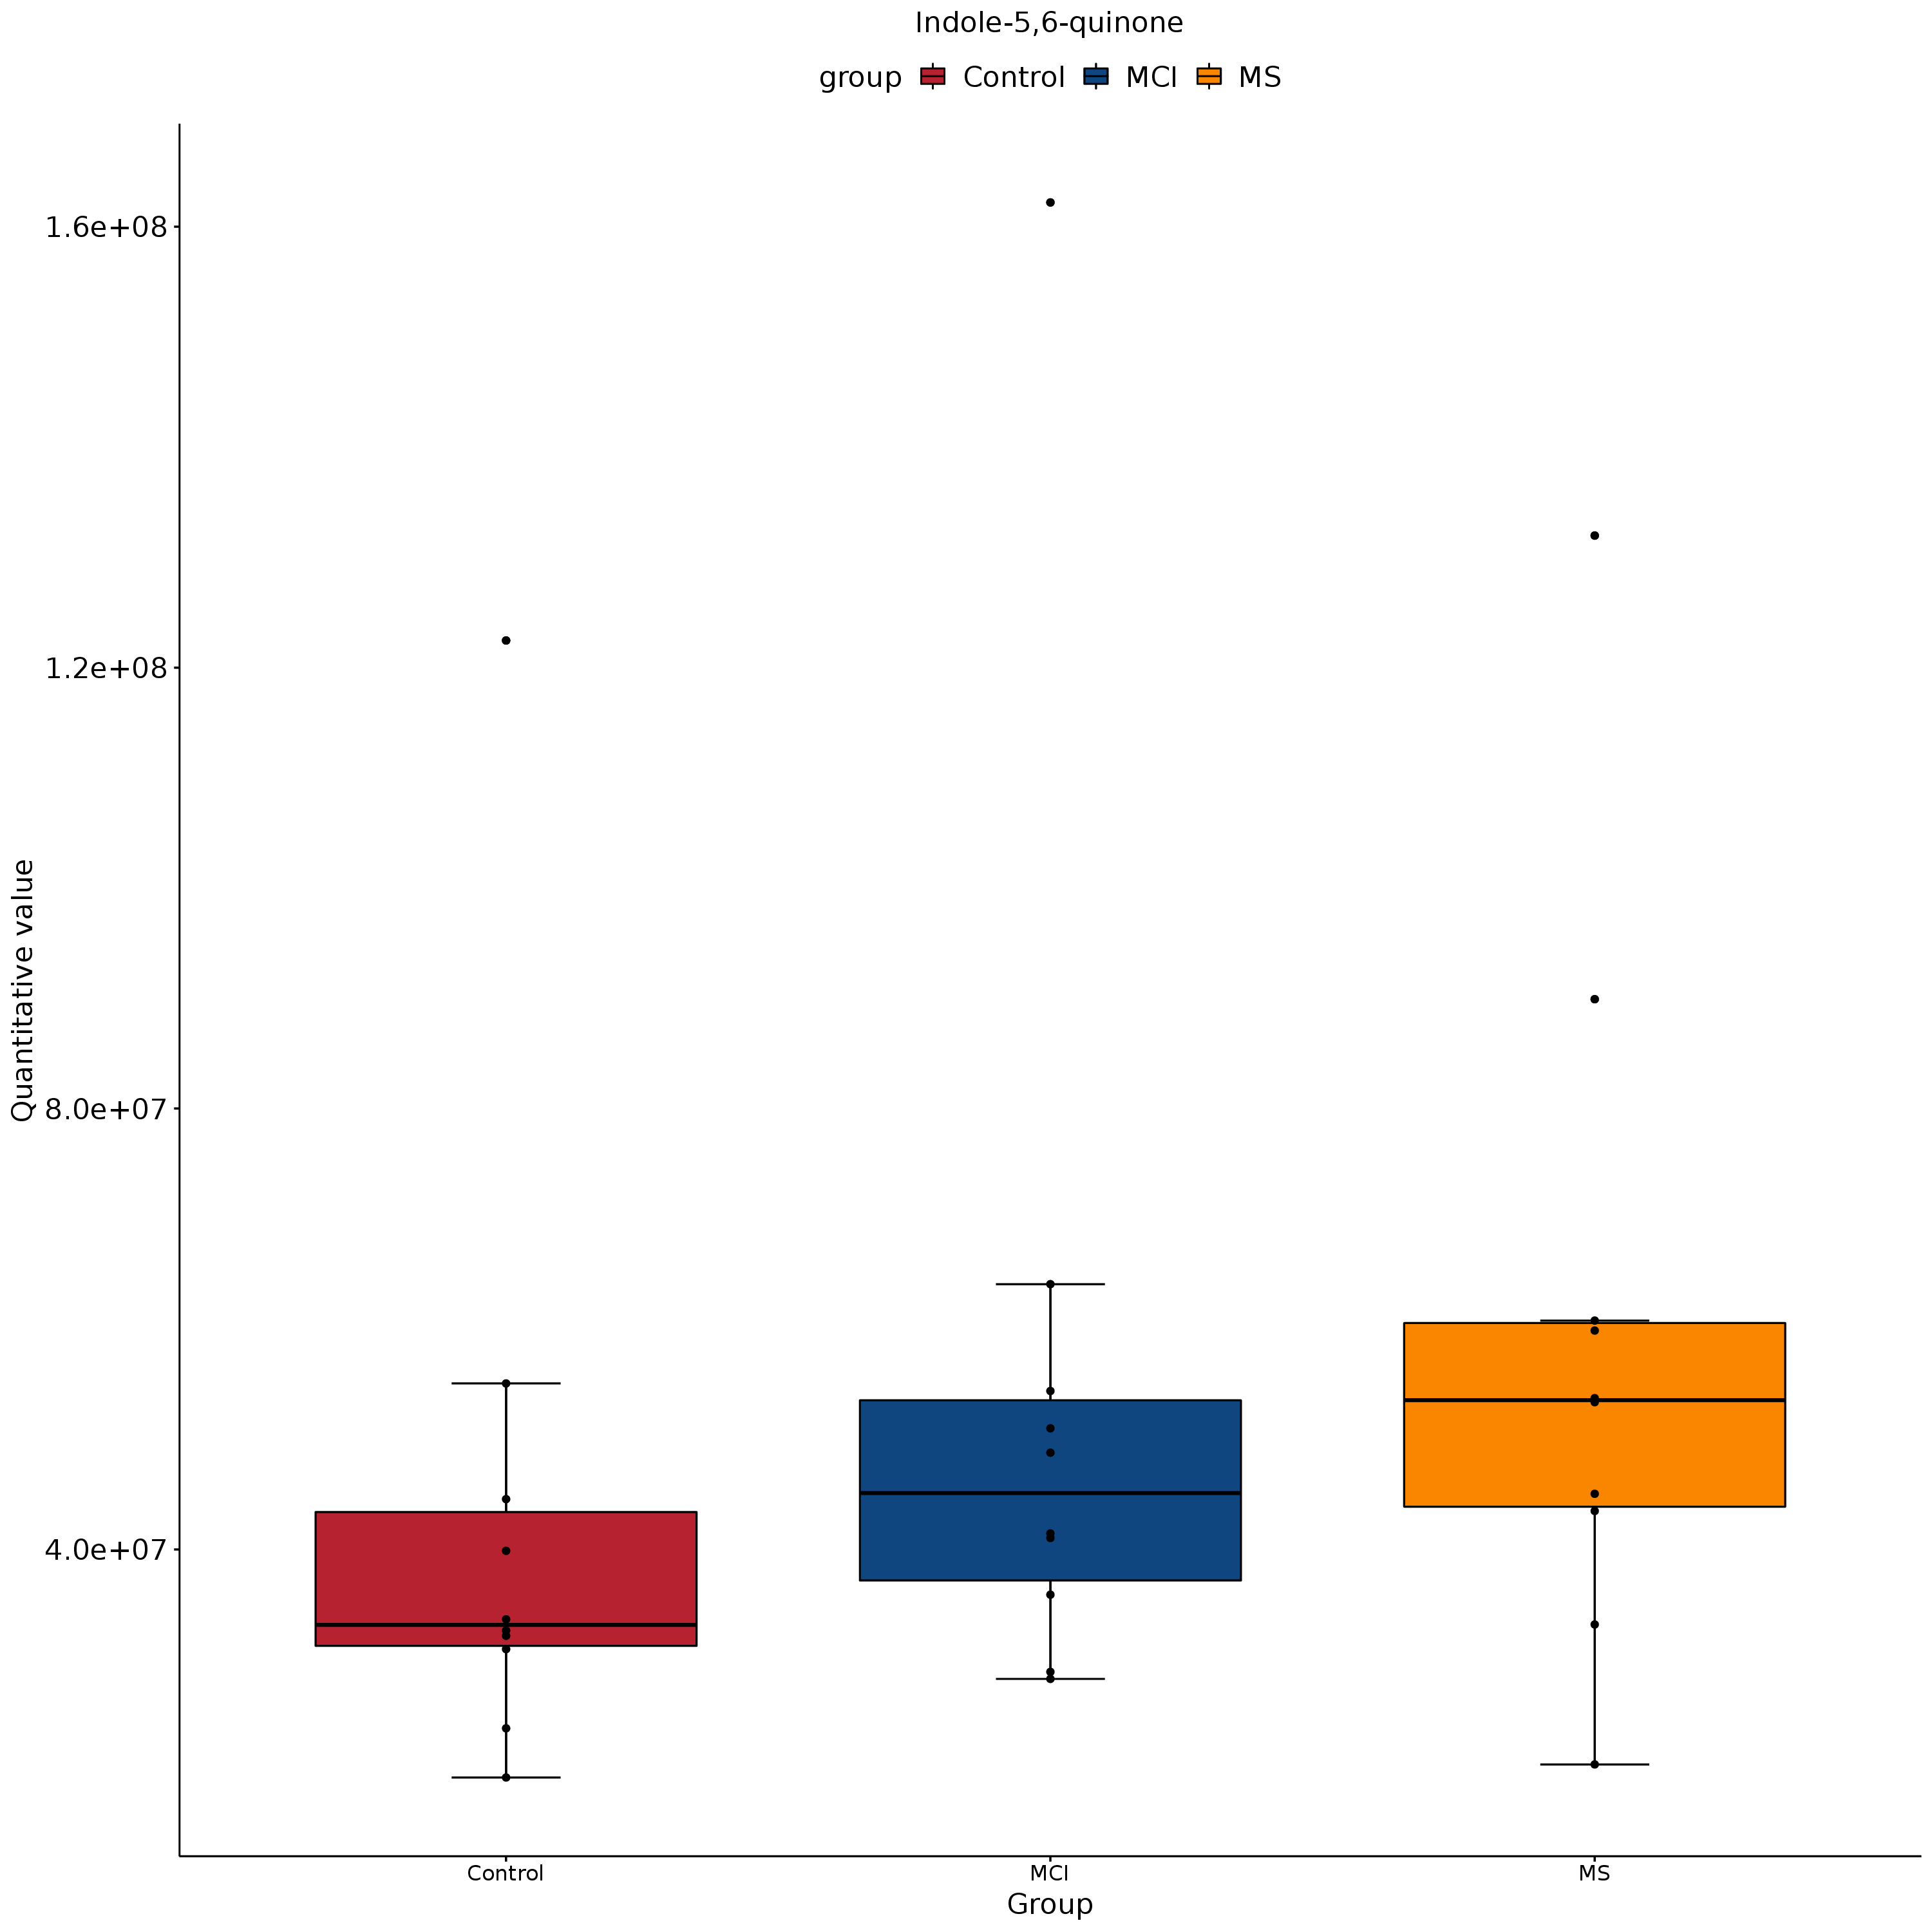 Indole-5,6-quinone
group Control MCI MS
Quantitative value
1.6e+08
1.2e+08
8.0e+07
4.0e+07
Control MCI MS
Group